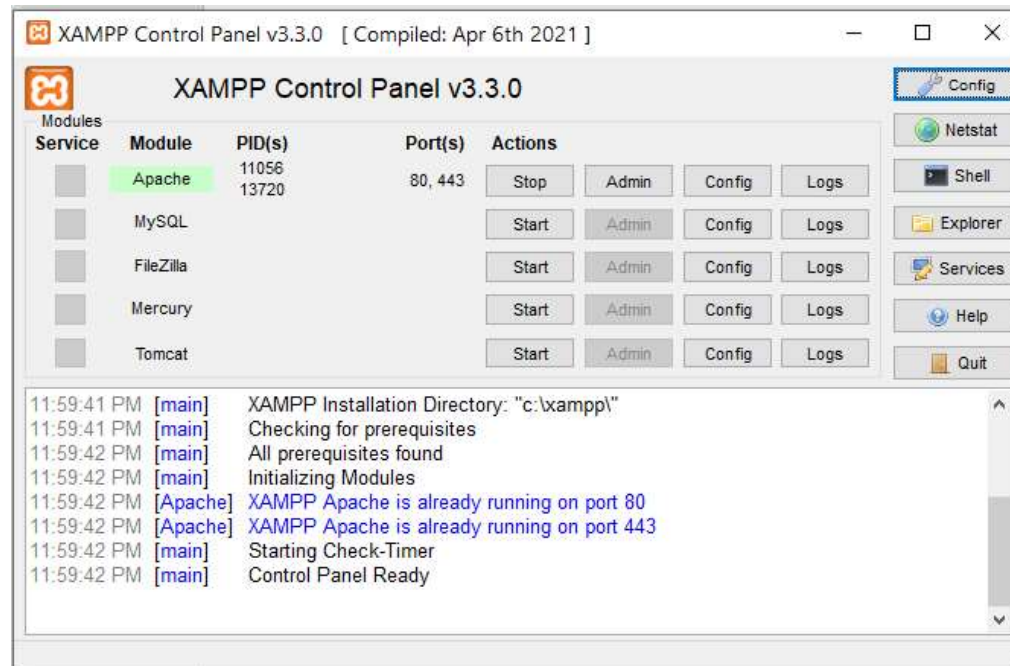 XAMPP Control Panel v3.3.0 [ Compiled: Apr 6th 2021 ]
XAMPP Control Panel v3.3.0
Config
Modules
Service Module PID(s) Port(s) Actions
Netstat
Apache 11056 13720 80, 443 Stop Admin Config Logs
Shell
MySQL Start Admin Config Logs
Explorer
FileZilla Start Admin Config Logs
Services
Mercury Start Admin Config Logs
Help
Tomcat Start Admin Config Logs
Quit
11:59:41 PM [main] XAMPP Installation Directory: "c:\xampp\"
11:59:41 PM [main] Checking for prerequisites
11:59:42 PM [main] All prerequisites found
11:59:42 PM [main] Initializing Modules
11:59:42 PM [Apache] XAMPP Apache is already running on port 80
11:59:42 PM [Apache] XAMPP Apache is already running on port 443
11:59:42 PM [main] Starting Check-Timer
11:59:42 PM [main] Control Panel Ready